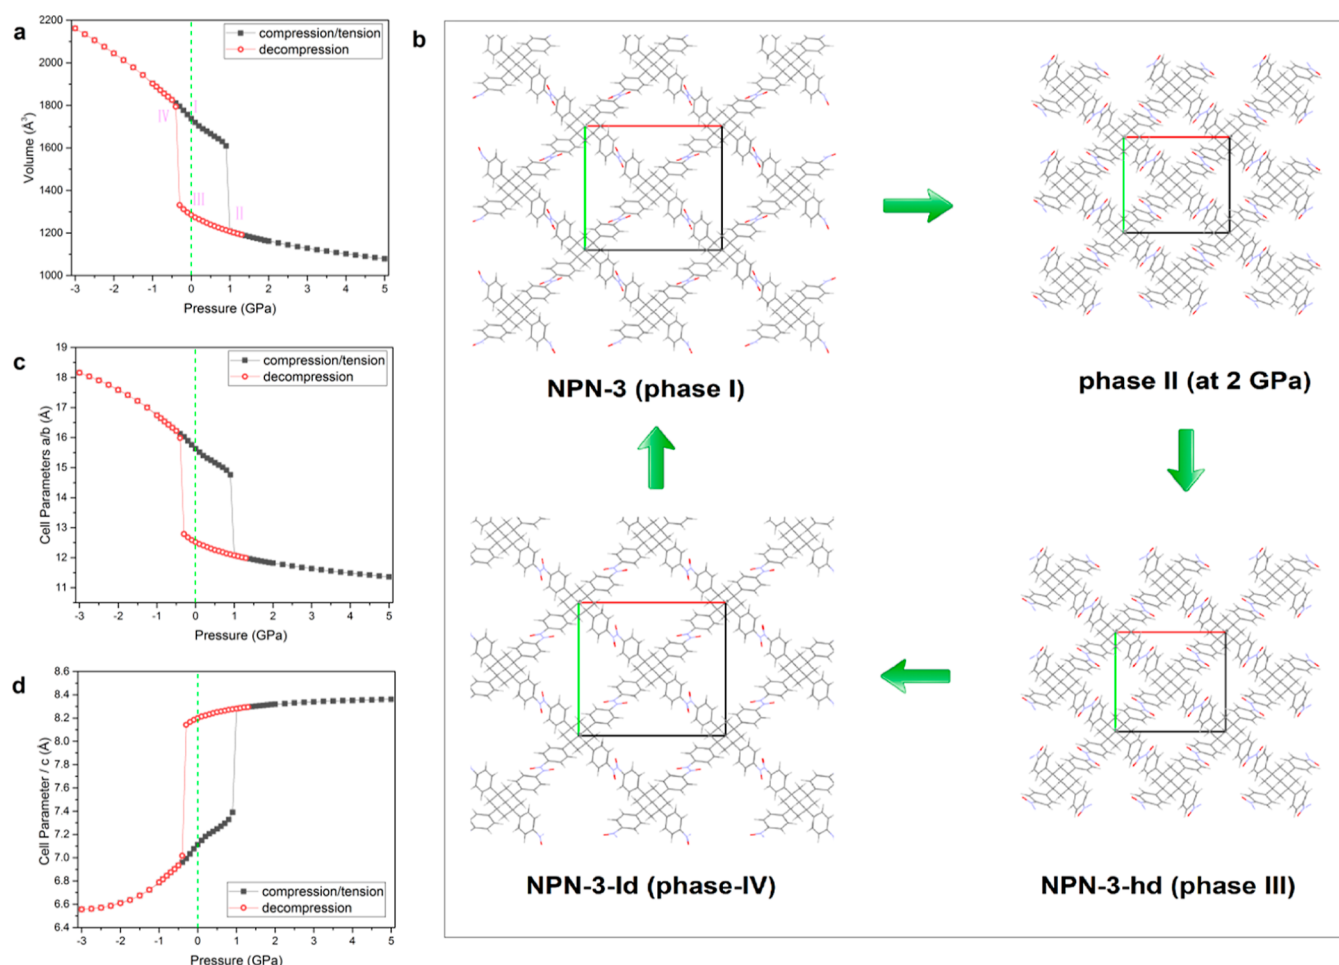 a
2200
2000
1800
1600
1400
1200
1000
Volume (Å³)
-3 -2 -1 0 1 2 3 4 5
Pressure (GPa)
compression/tension
decompression
I
IV
III
II
b
NPN-3 (phase I)
phase II (at 2 GPa)
NPN-3-ld (phase-IV)
NPN-3-hd (phase III)
c
19
18
17
16
15
14
13
12
11
Cell Parameters a/b (Å)
-3 -2 -1 0 1 2 3 4 5
Pressure (GPa)
compression/tension
decompression
d
8.6
8.4
8.2
8.0
7.8
7.6
7.4
7.2
7.0
6.8
6.6
6.4
Cell Parameter / c (Å)
-3 -2 -1 0 1 2 3 4 5
Pressure (GPa)
compression/tension
decompression